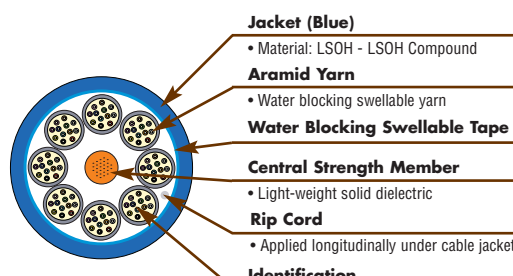 Jacket (Blue)
• Material: LSOH - LSOH Compound
Aramid Yarn
• Water blocking swellable yarn
Water Blocking Swellable Tape
Central Strength Member
• Light-weight solid dielectric
Rip Cord
• Applied longitudinally under cable jacket
Identification